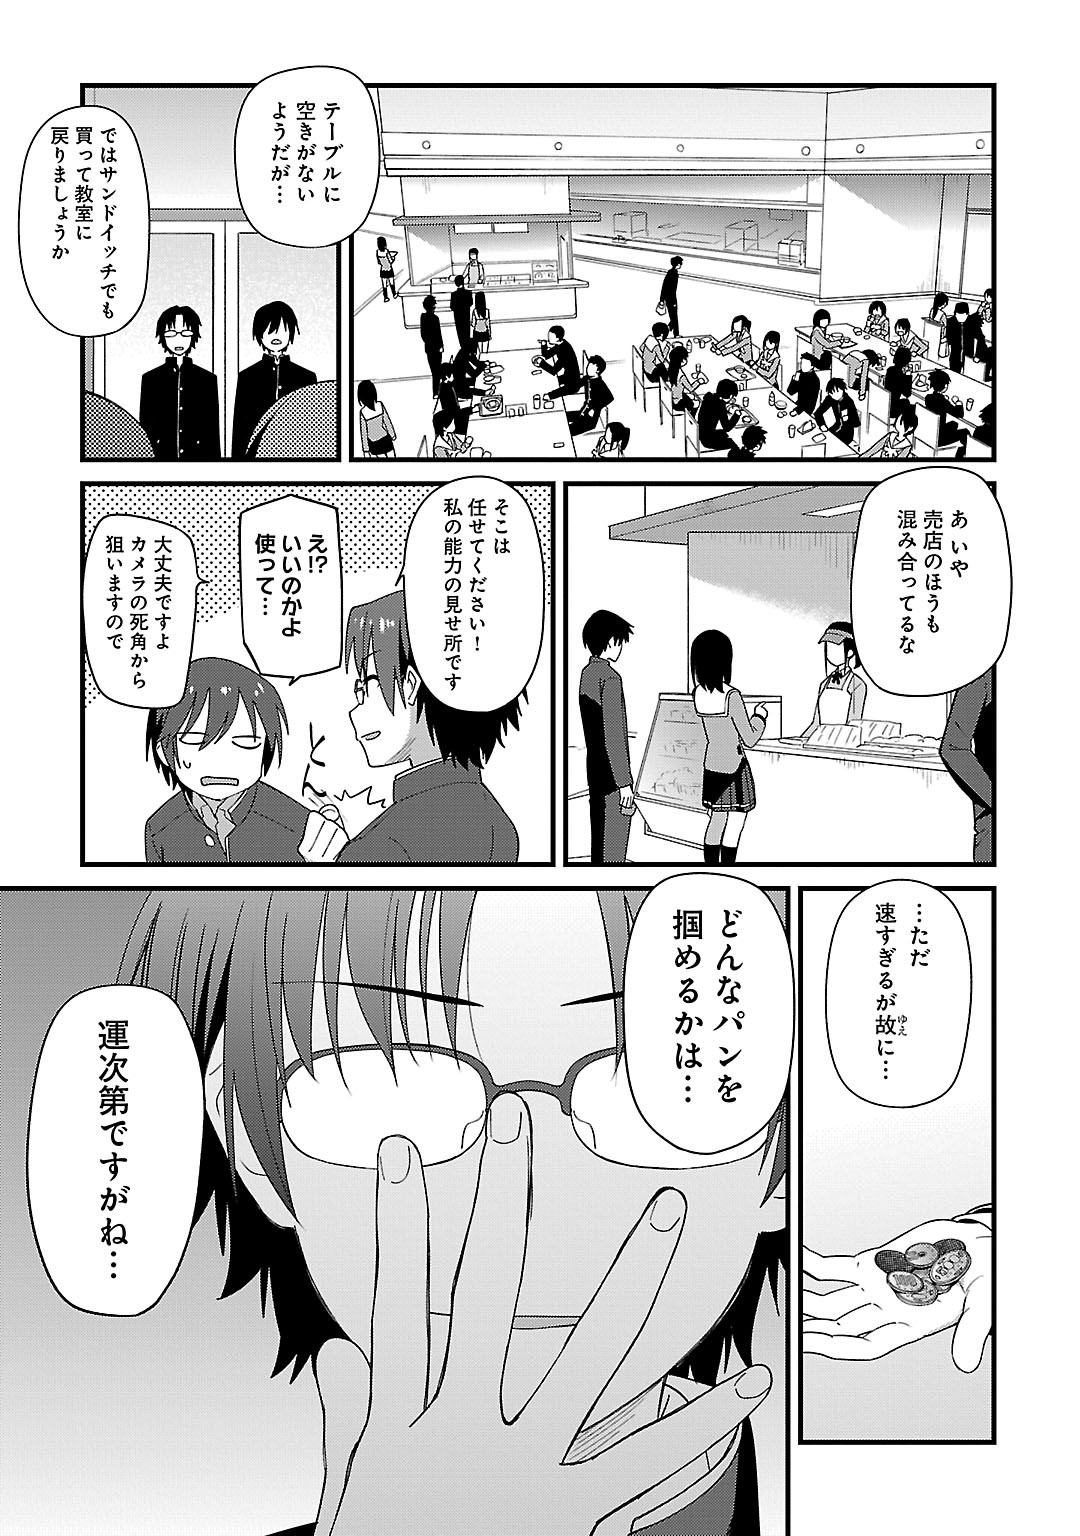 テーブルに
空きがない
ようだが…
ではサンドイッチでも
買って教室に
戻りましょうか
あ いや
売店のほうも
混み合ってるな
そこは
任せてください！
私の能力の見せ所です
え!?
いいのかよ
使って…
とん
大丈夫ですよ
カメラの死角から
狙いますので
…ただ
速すぎるが故に…
ゆえ
どんなパンを
掴めるかは…
運次第ですがね…